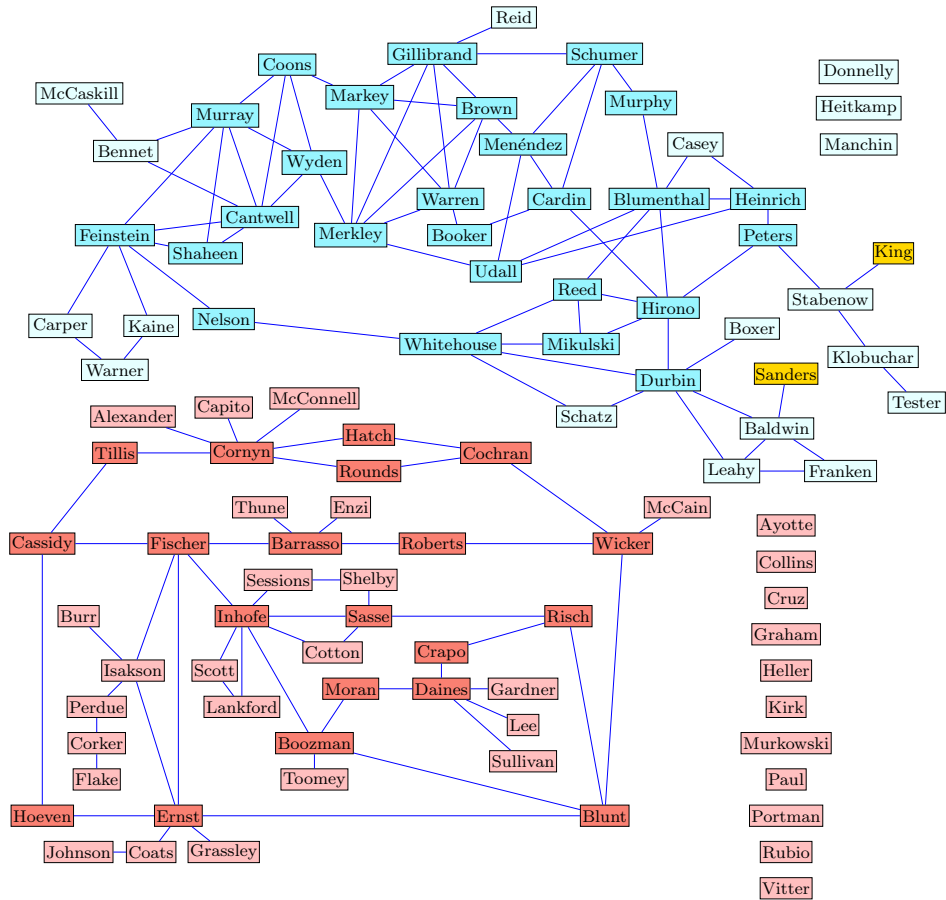 Reid
Gillibrand
Schumer
Coons
Donnelly
McCaskill
Markey
Murphy
Brown
Heitkamp
Murray
Menéndez
Casey
Manchin
Bennet
Wyden
Warren
Cardin
Blumenthal
Heinrich
Cantwell
Feinstein
Merkley
Booker
Peters
Shaheen
King
Udall
Reed
Stabenow
Hirono
Carper
Kaine
Nelson
Boxer
Whitehouse
Mikulski
Klobuchar
Warner
Durbin
Sanders
Tester
McConnell
Capito
Alexander
Schatz
Baldwin
Hatch
Tillis
Cornyn
Cochran
Rounds
Leahy
Franken
Thune
Enzi
McCain
Ayotte
Cassidy
Fischer
Barrasso
Roberts
Wicker
Collins
Sessions
Shelby
Cruz
Burr
Inhofe
Sasse
Risch
Graham
Cotton
Crapo
Isakson
Scott
Heller
Moran
Daines
Gardner
Perdue
Lankford
Kirk
Lee
Corker
Boozman
Murkowski
Sullivan
Flake
Toomey
Paul
Hoeven
Ernst
Blunt
Portman
Johnson
Coats
Grassley
Rubio
Vitter